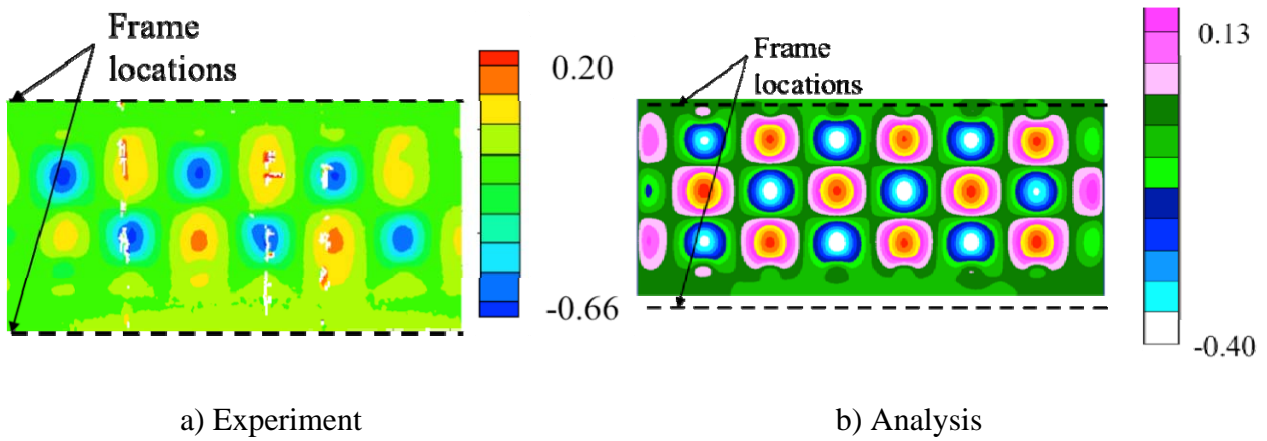 Frame
locations
0.20
-0.66
Frame
locations
0.13
-0.40
a) Experiment
b) Analysis